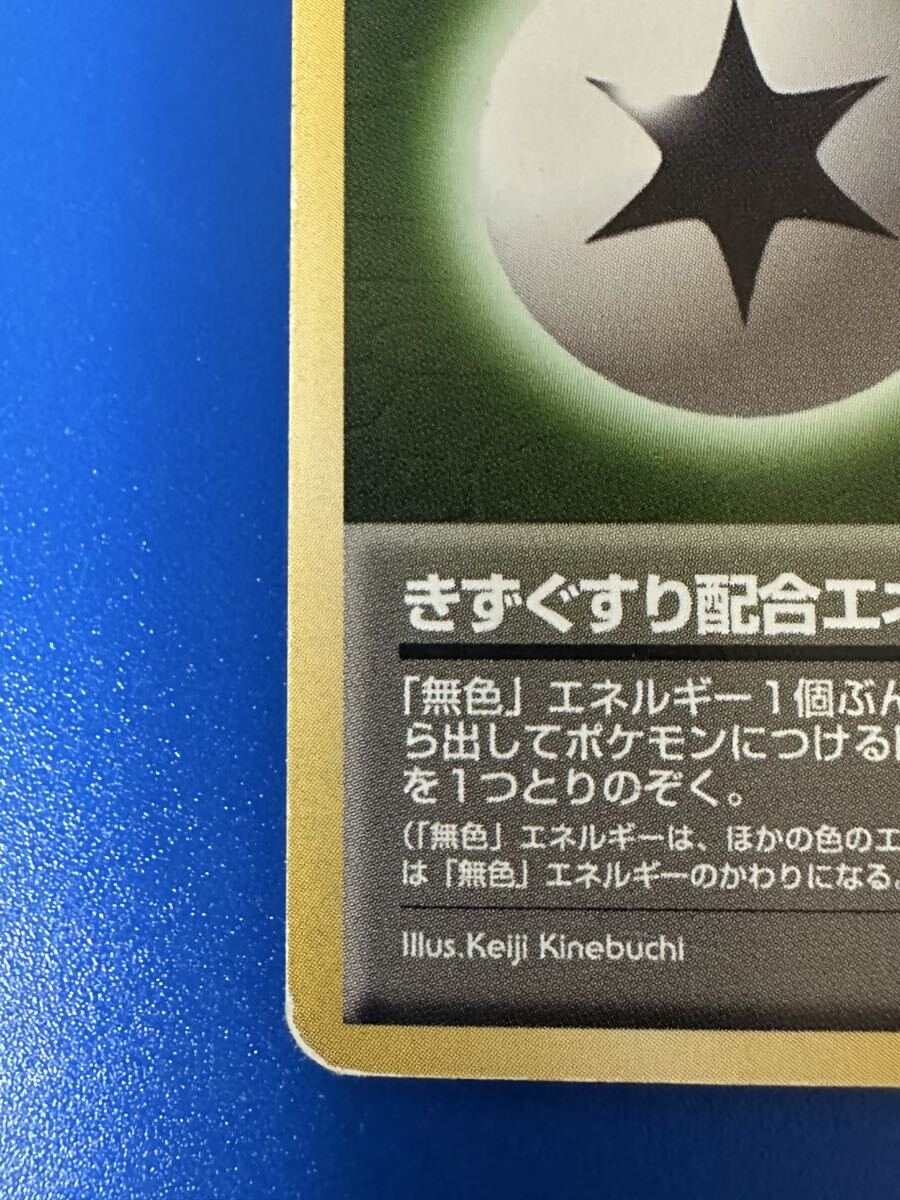 きずぐすり配合エネ
「無色」エネルギー1個ぶん
ら出してポケモンにつける
を1つとりのぞく。
(「無色」エネルギーは、ほかの色のエ
は「無色」エネルギーのかわりになる。
Illus.Keiji Kinebuchi